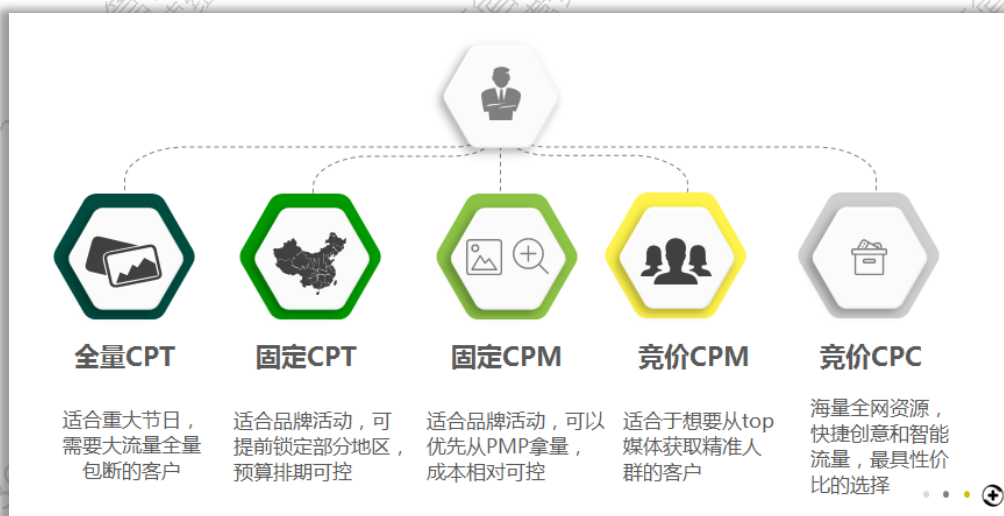 全量CPT
适合重大节日，
需要大流量全量
包断的客户
固定CPT
适合品牌活动，可
提前锁定部分地区，
预算排期可控
固定CPM
适合品牌活动，可以
优先从PMP拿量，
成本相对可控
竞价CPM
适合于想要从top
媒体获取精准人
群的客户
竞价CPC
海量全网资源，
快捷创意和智能
流量，最具性价
比的选择